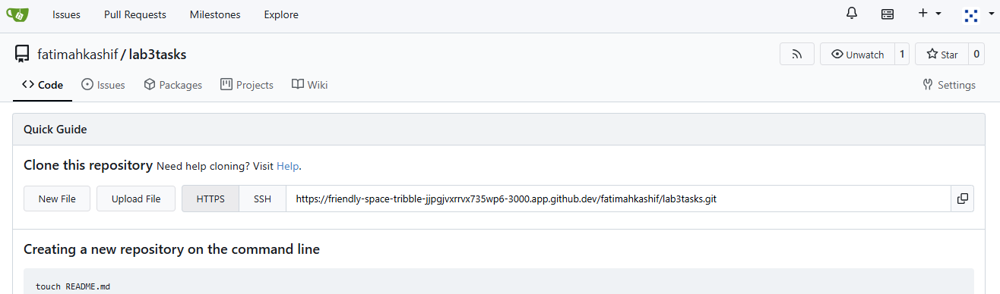 Issues Pull Requests Milestones Explore
fatimahkashif / lab3tasks Unwatch 1 Star 0
Code Issues Packages Projects Wiki Settings
Quick Guide
Clone this repository Need help cloning? Visit Help.
New File Upload File HTTPS SSH https://friendly-space-tribble-jjpgjvxrrvx735wp6-3000.app.github.dev/fatimahkashif/lab3tasks.git
Creating a new repository on the command line
touch README.md